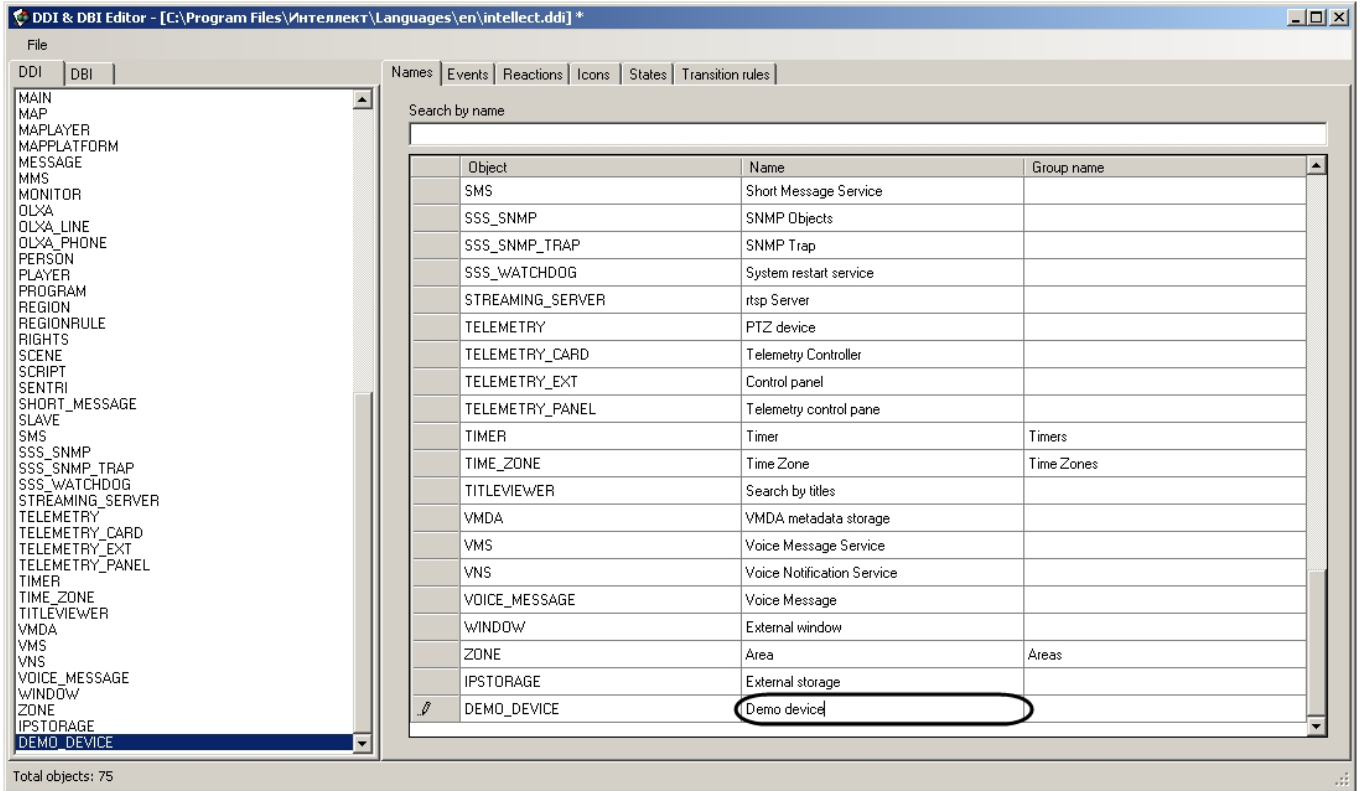 DDI & DBI Editor - [C:\Program Files\Интеллект\Languages\en\intellect.ddi] *
File
DDI DBI
MAIN
MAP
MAPLAYER
MAPPLATFORM
MESSAGE
MMS
MONITOR
OLXA
OLXA_LINE
OLXA_PHONE
PERSON
PLAYER
PROGRAM
REGION
REGIONRULE
RIGHTS
SCENE
SCRIPT
SENTRI
SHORT_MESSAGE
SLAVE
SMS
SSS_SNMP
SSS_SNMP_TRAP
SSS_WATCHDOG
STREAMING_SERVER
TELEMETRY
TELEMETRY_CARD
TELEMETRY_EXT
TELEMETRY_PANEL
TIMER
TIME_ZONE
TITLEVIEWER
VMDA
VMS
VNS
VOICE_MESSAGE
WINDOW
ZONE
IPSTORAGE
DEMO_DEVICE
Names Events Reactions Icons States Transition rules
Search by name
Object Name Group name
SMS Short Message Service
SSS_SNMP SNMP Objects
SSS_SNMP_TRAP SNMP Trap
SSS_WATCHDOG System restart service
STREAMING_SERVER rtsp Server
TELEMETRY PTZ device
TELEMETRY_CARD Telemetry Controller
TELEMETRY_EXT Control panel
TELEMETRY_PANEL Telemetry control pane
TIMER Timer Timers
TIME_ZONE Time Zone Time Zones
TITLEVIEWER Search by titles
VMDA VMDA metadata storage
VMS Voice Message Service
VNS Voice Notification Service
VOICE_MESSAGE Voice Message
WINDOW External window
ZONE Area Areas
IPSTORAGE External storage
DEMO_DEVICE Demo device
Total objects: 75